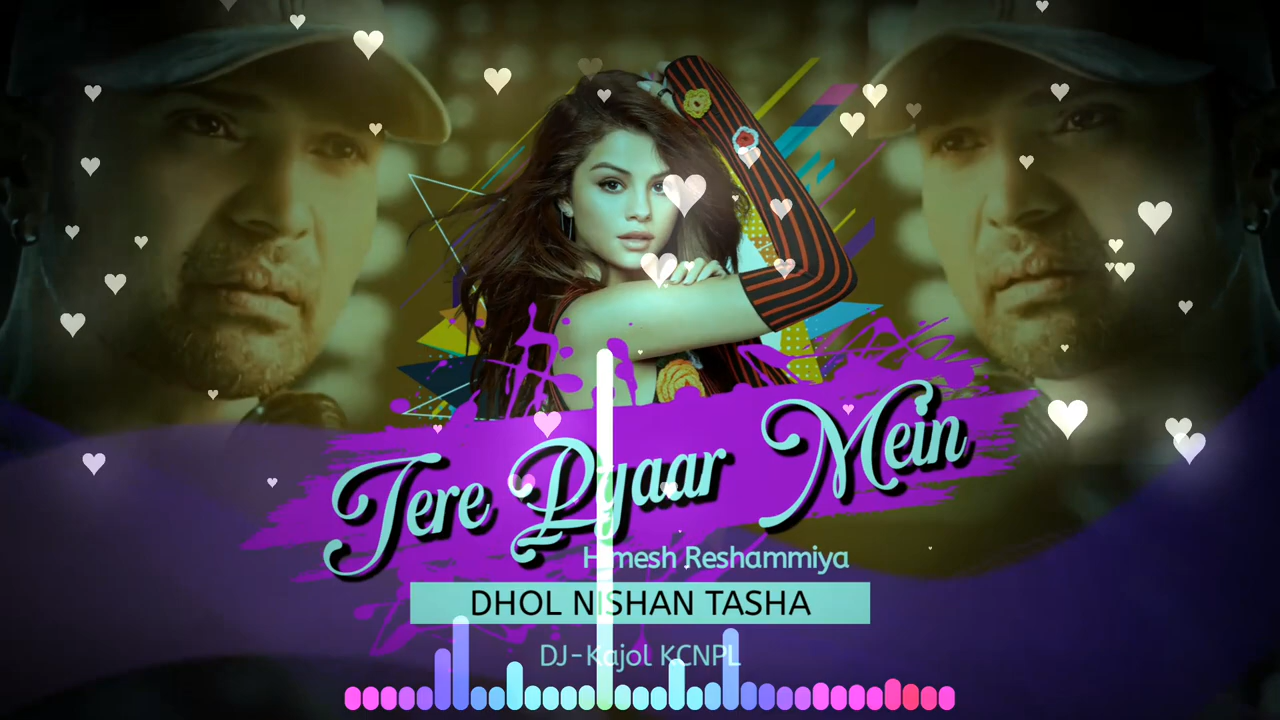 Tere Pyaar Mein
Himesh Reshammiya
DHOL NISHAN TASHA
DJ-Kajol KCNPL